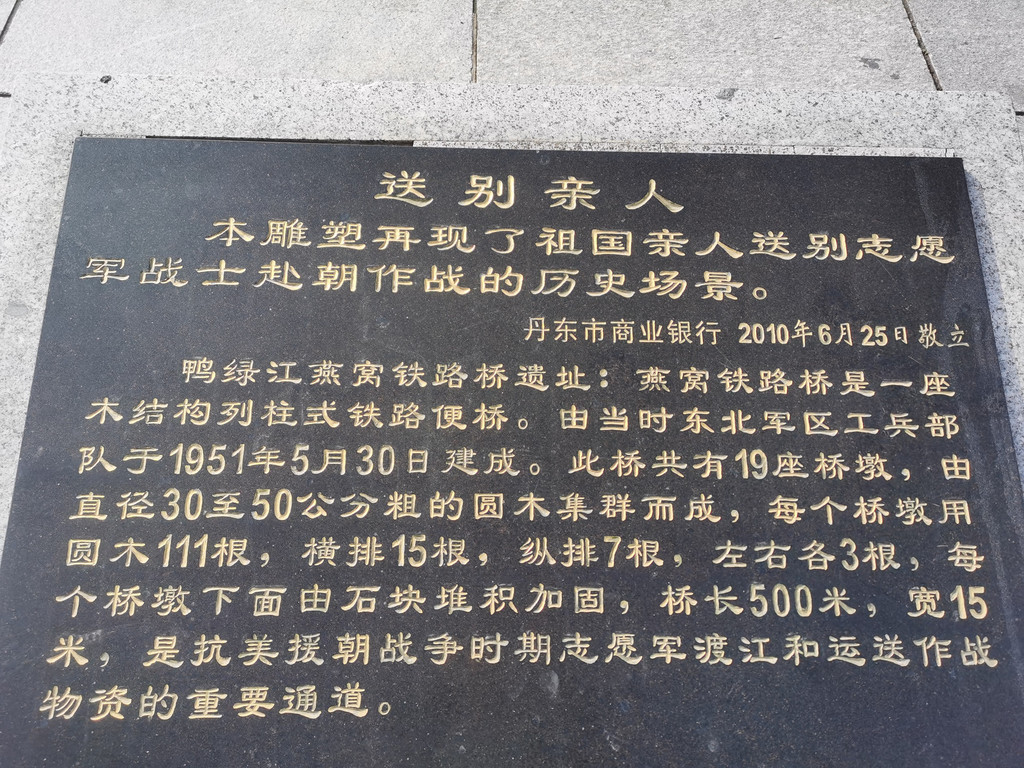 送别亲人
本雕塑再现了祖国亲人送别志愿
军战士赴朝作战的历史场景。
丹东市商业银行 2010年6月25日敬立
鸭绿江燕窝铁路桥遗址：燕窝铁路桥是一座
木结构列柱式铁路便桥。由当时东北军区工兵部
队于1951年5月30日建成。此桥共有19座桥墩，由
直径30至50公分粗的圆木集群而成，每个桥墩用
圆木111根，横排15根，纵排7根，左右各3根，每
个桥墩下面由石块堆积加固，桥长500米，宽15
米，是抗美援朝战争时期志愿军渡江和运送作战
物资的重要通道。